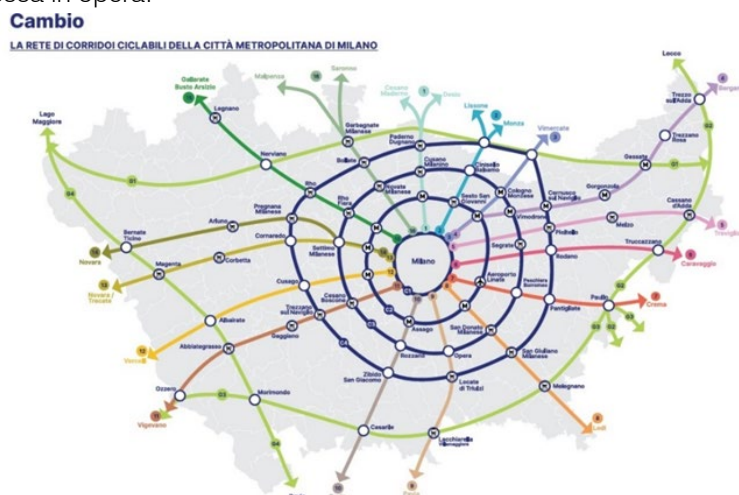 essa in opera.
Cambio
LA RETE DI CORRIDOI CICLABILI DELLA CITTÀ METROPOLITANA DI MILANO
Lecco
Saronno
Malpensa
Gallarate
Busto Arsizio
Cesano
Maderno
Desio
Lissone
Monza
Vimercate
Trezzo
sull'Adda
Bergamo
Lago
Maggiore
Legnano
Garbagnate
Milanese
Paderno
Dugnano
Trezzano
Rosa
Nerviano
Bollate
Cusano
Milanino
Cinisello
Balsamo
Gessate
Rho
Novate
Milanese
Sesto San
Giovanni
Cologno
Monzese
Cernusco
sul Naviglio
Gorgonzola
Cassano
d'Adda
Pregnana
Milanese
Rho
Fiera
Vimodrone
Pioltello
Melzo
Treviglio
Arluno
Cornaredo
Settimo
Milanese
Milano
Segrate
Rodano
Truccazzano
Bernate
Ticino
Novara
Corbetta
Magenta
Caravaggio
Novara /
Trecate
Cusago
Aeroporto
Linate
Peschiera
Borromeo
Pantigliate
Paullo
Crema
Cesano
Boscone
Trezzano
sul Naviglio
Assago
San Donato
Milanese
Albairate
Gaggiano
Vercelli
Abbiategrasso
Rozzano
Opera
San Giuliano
Milanese
Zibido
San Giacomo
Locate
di Triulzi
Melegnano
Ozzero
Morimondo
Vigevano
Casarile
Lacchiarella
Lodi
Pavia